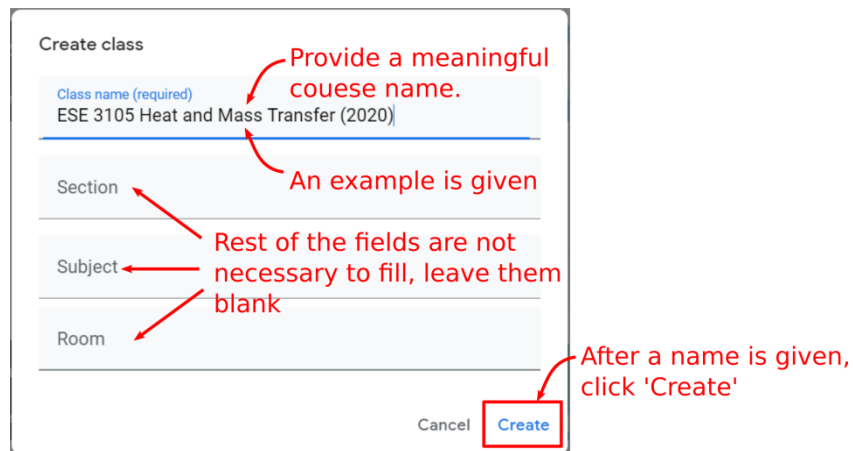 Create class
Provide a meaningful
couese name.
Class name (required)
ESE 3105 Heat and Mass Transfer (2020)
An example is given
Section
Rest of the fields are not
necessary to fill, leave them
blank
Subject
Room
After a name is given,
click 'Create'
Cancel Create